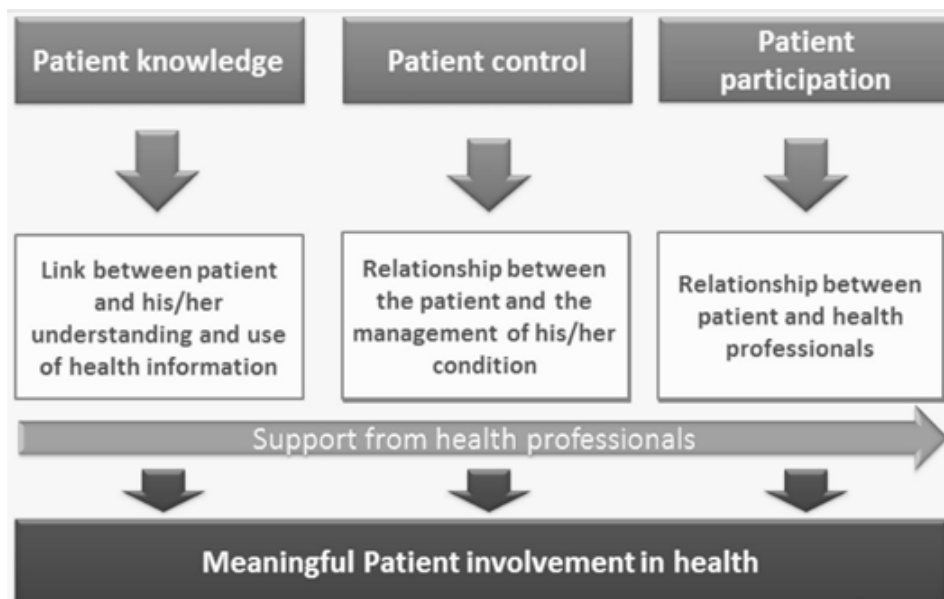 Patient knowledge
Patient control
Patient
participation
Link between patient
and his/her
understanding and use
of health information
Relationship between
the patient and the
management of his/her
condition
Relationship between
patient and health
professionals
Support from health professionals
Meaningful Patient involvement in health